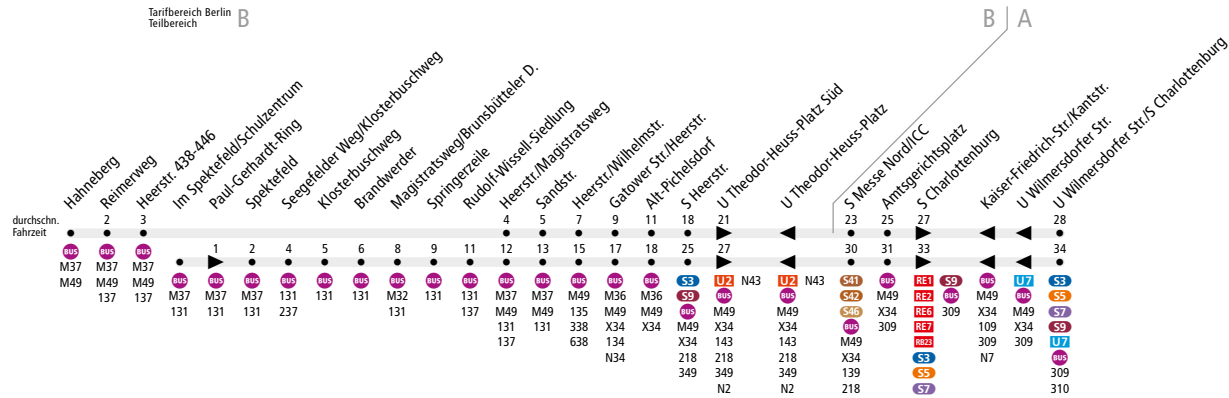 Tarifbereich Berlin
Teilbereich
B
B
A
Hahneberg
Reimerweg
Heerstr. 438-446
Im Spektefeld/Schulzentrum
Paul-Gerhardt-Ring
Spektefeld
Seegefelder Weg/Klosterbuschweg
Klosterbuschweg
Brandwerder
Magistratsweg/Brunsbütteler D.
Springerzeile
Rudolf-Wissell-Siedlung
Heerstr./Magistratsweg
Sandstr.
Heerstr./Wilhelmstr.
Gatower Str./Heerstr.
Alt-Pichelsdorf
S Heerstr.
U Theodor-Heuss-Platz Süd
U Theodor-Heuss-Platz
S Messe Nord/ICC
Amtsgerichtsplatz
S Charlottenburg
Kaiser-Friedrich-Str./Kantstr.
U Wilmersdorfer Str.
U Wilmersdorfer Str./S Charlottenburg
durchschn.
Fahrzeit
2 3 4 5 7 9 11 18 21 23 25 27 28
1 2 4 5 6 8 9 11 12 13 15 17 18 25 27 30 31 33 34
BUS
M37
M49
BUS
M37
M49
137
BUS
M37
M49
137
BUS
M37
131
BUS
M37
131
BUS
M37
131
BUS
131
237
BUS
131
BUS
131
BUS
M32
131
BUS
131
BUS
131
137
BUS
M37
M49
131
137
BUS
M37
M49
131
BUS
M49
135
338
638
BUS
M36
M49
X34
134
N34
BUS
M36
M49
X34
S3
S9
BUS
M49
X34
218
349
U2 N43
BUS
M49
X34
143
218
349
N2
U2 N43
BUS
M49
X34
143
218
349
N2
S41
S42
S46
BUS
M49
X34
139
218
BUS
M49
X34
309
RE1
RE2
RE6
RE7
RB23
S3
S5
S7
S9
BUS
309
BUS
M49
X34
109
309
N7
U7
BUS
M49
X34
309
S3
S5
S7
S9
U7
BUS
309
310